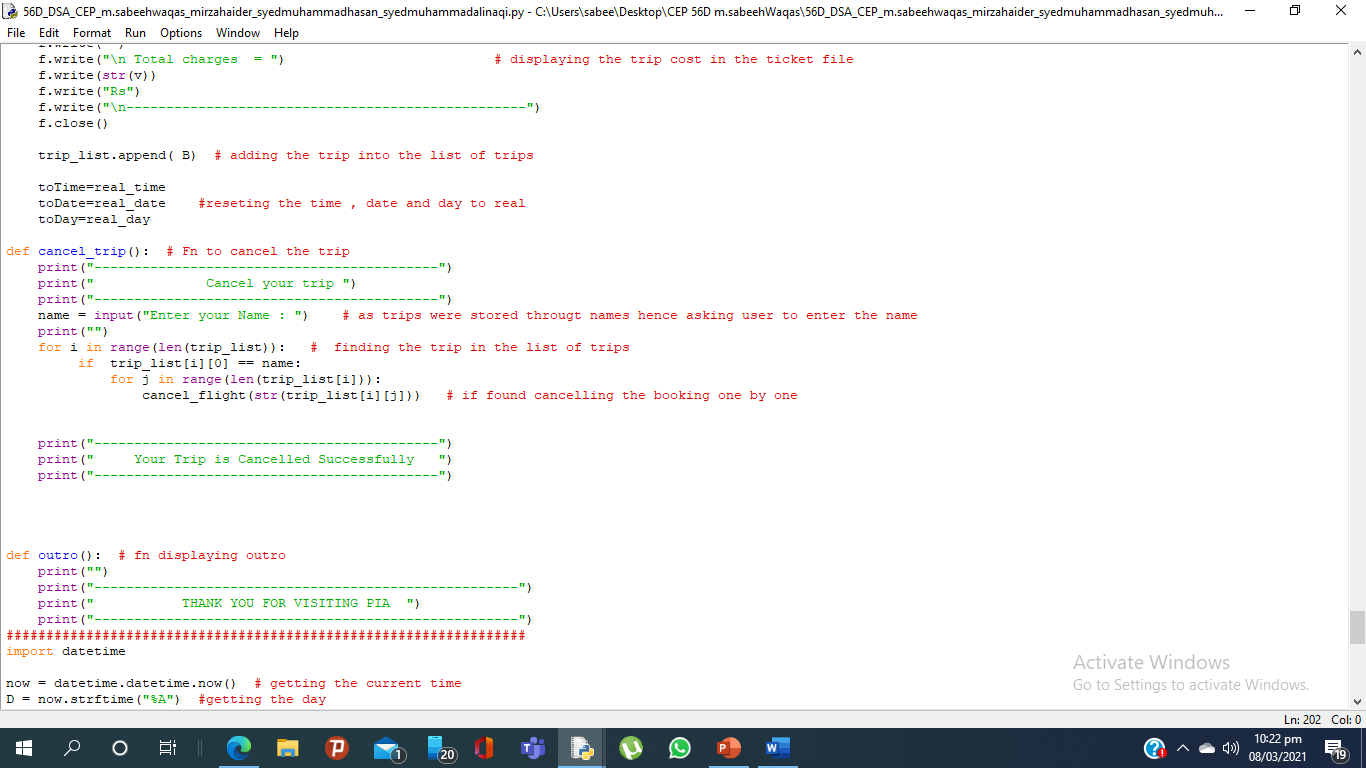 56D_DSA_CEP_m.sabeehwaqas_mirzahaider_syedmuhammadhasan_syedmuhammadalinaqi.py - C:\Users\sabee\Desktop\CEP 56D m.sabeehWaqas\56D_DSA_CEP_m.sabeehwaqas_mirzahaider_syedmuhammadhasan_syedmuh...
File Edit Format Run Options Window Help
    f.write("\n Total charges  = ")                          # displaying the trip cost in the ticket file
    f.write(str(v))
    f.write("Rs")
    f.write("\n--------------------------------------------------")
    f.close()
    trip_list.append( B)  # adding the trip into the list of trips
    toTime=real_time
    toDate=real_date    #reseting the time , date and day to real
    toDay=real_day
def cancel_trip():  # Fn to cancel the trip
    print("-------------------------------------------")
    print("              Cancel your trip ")
    print("-------------------------------------------")
    name = input("Enter your Name : ")    # as trips were stored througt names hence asking user to enter the name
    print("")
    for i in range(len(trip_list)):   #  finding the trip in the list of trips
         if  trip_list[i][0] == name:
             for j in range(len(trip_list[i])):
                 cancel_flight(str(trip_list[i][j]))   # if found cancelling the booking one by one
    print("-------------------------------------------")
    print("     Your Trip is Cancelled Successfully   ")
    print("-------------------------------------------")
def outro():  # fn displaying outro
    print("")
    print("-----------------------------------------------------")
    print("           THANK YOU FOR VISITING PIA  ")
    print("-----------------------------------------------------")
#################################################################
import datetime
now = datetime.datetime.now()  # getting the current time
D = now.strftime("%A")  #getting the day
Activate Windows
Go to Settings to activate Windows.
Ln: 202 Col: 0
1
20
10:22 pm
08/03/2021
19